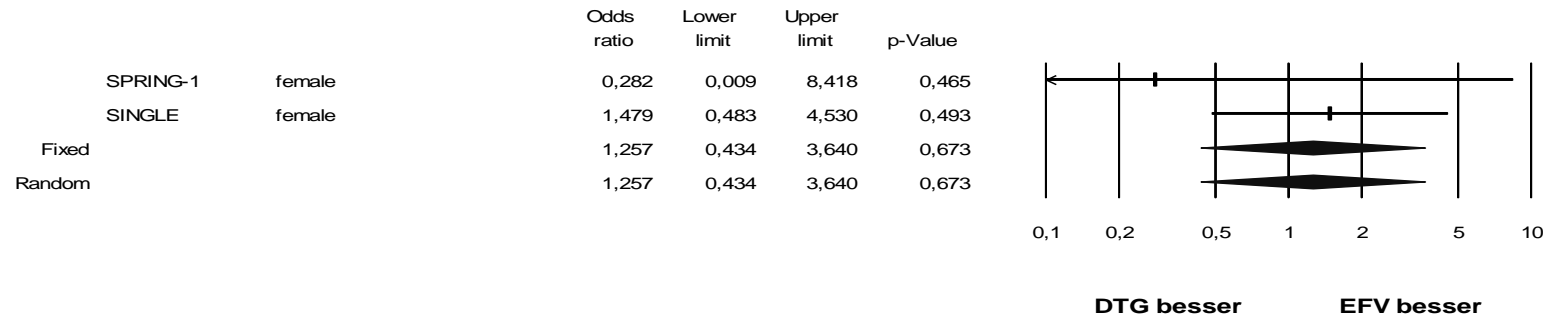 Odds Lower Upper
ratio limit limit p-Value
SPRING-1 female 0,282 0,009 8,418 0,465
SINGLE female 1,479 0,483 4,530 0,493
Fixed 1,257 0,434 3,640 0,673
Random 1,257 0,434 3,640 0,673
0,1 0,2 0,5 1 2 5 10
DTG besser EFV besser